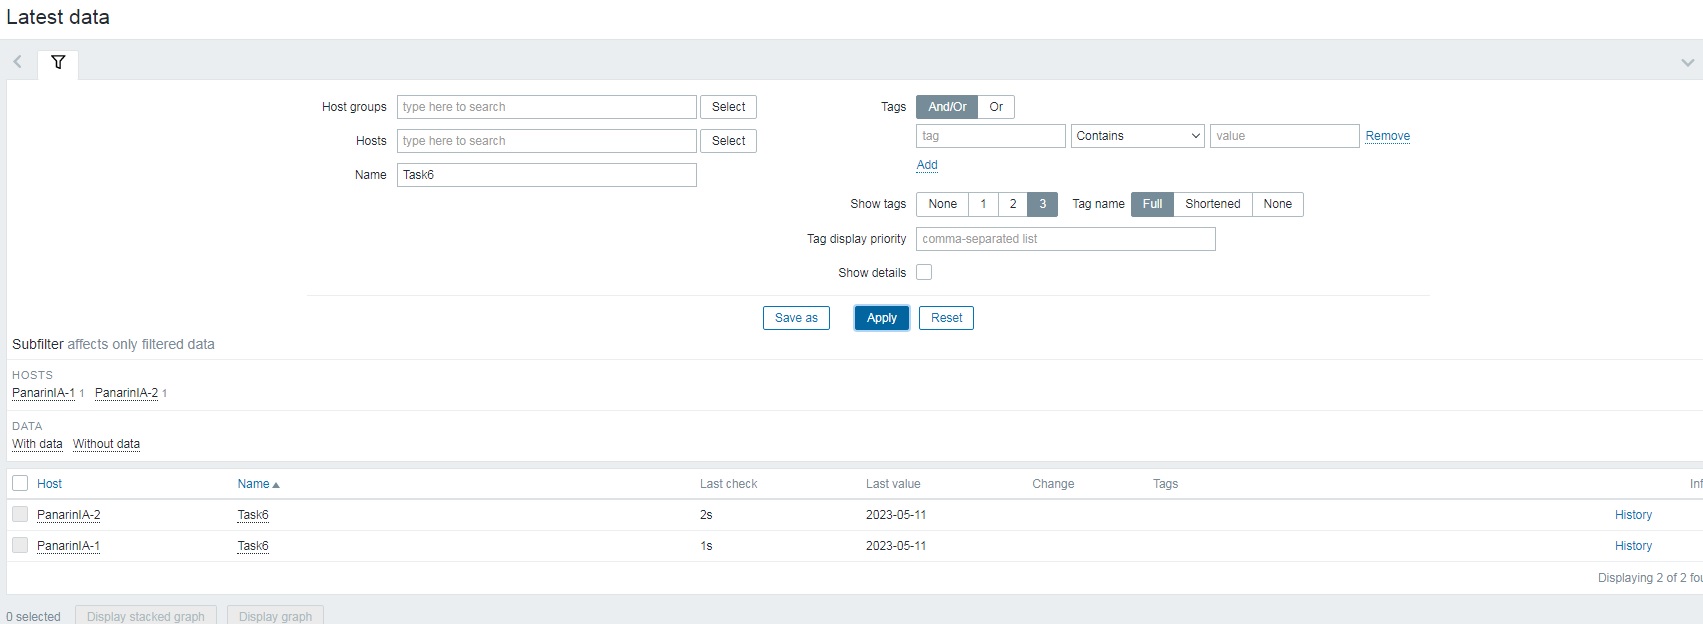 Latest data
Host groups type here to search Select Tags And/Or Or
tag Contains value Remove
Hosts type here to search Select
Add
Name Task6
Show tags None 1 2 3 Tag name Full Shortened None
Tag display priority comma-separated list
Show details
Save as Apply Reset
Subfilter affects only filtered data
HOSTS
PanarinIA-1 1 PanarinIA-2 1
DATA
With data Without data
Host Name Last check Last value Change Tags Inf
PanarinIA-2 Task6 2s 2023-05-11 History
PanarinIA-1 Task6 1s 2023-05-11 History
Displaying 2 of 2 fou
0 selected Display stacked graph Display graph